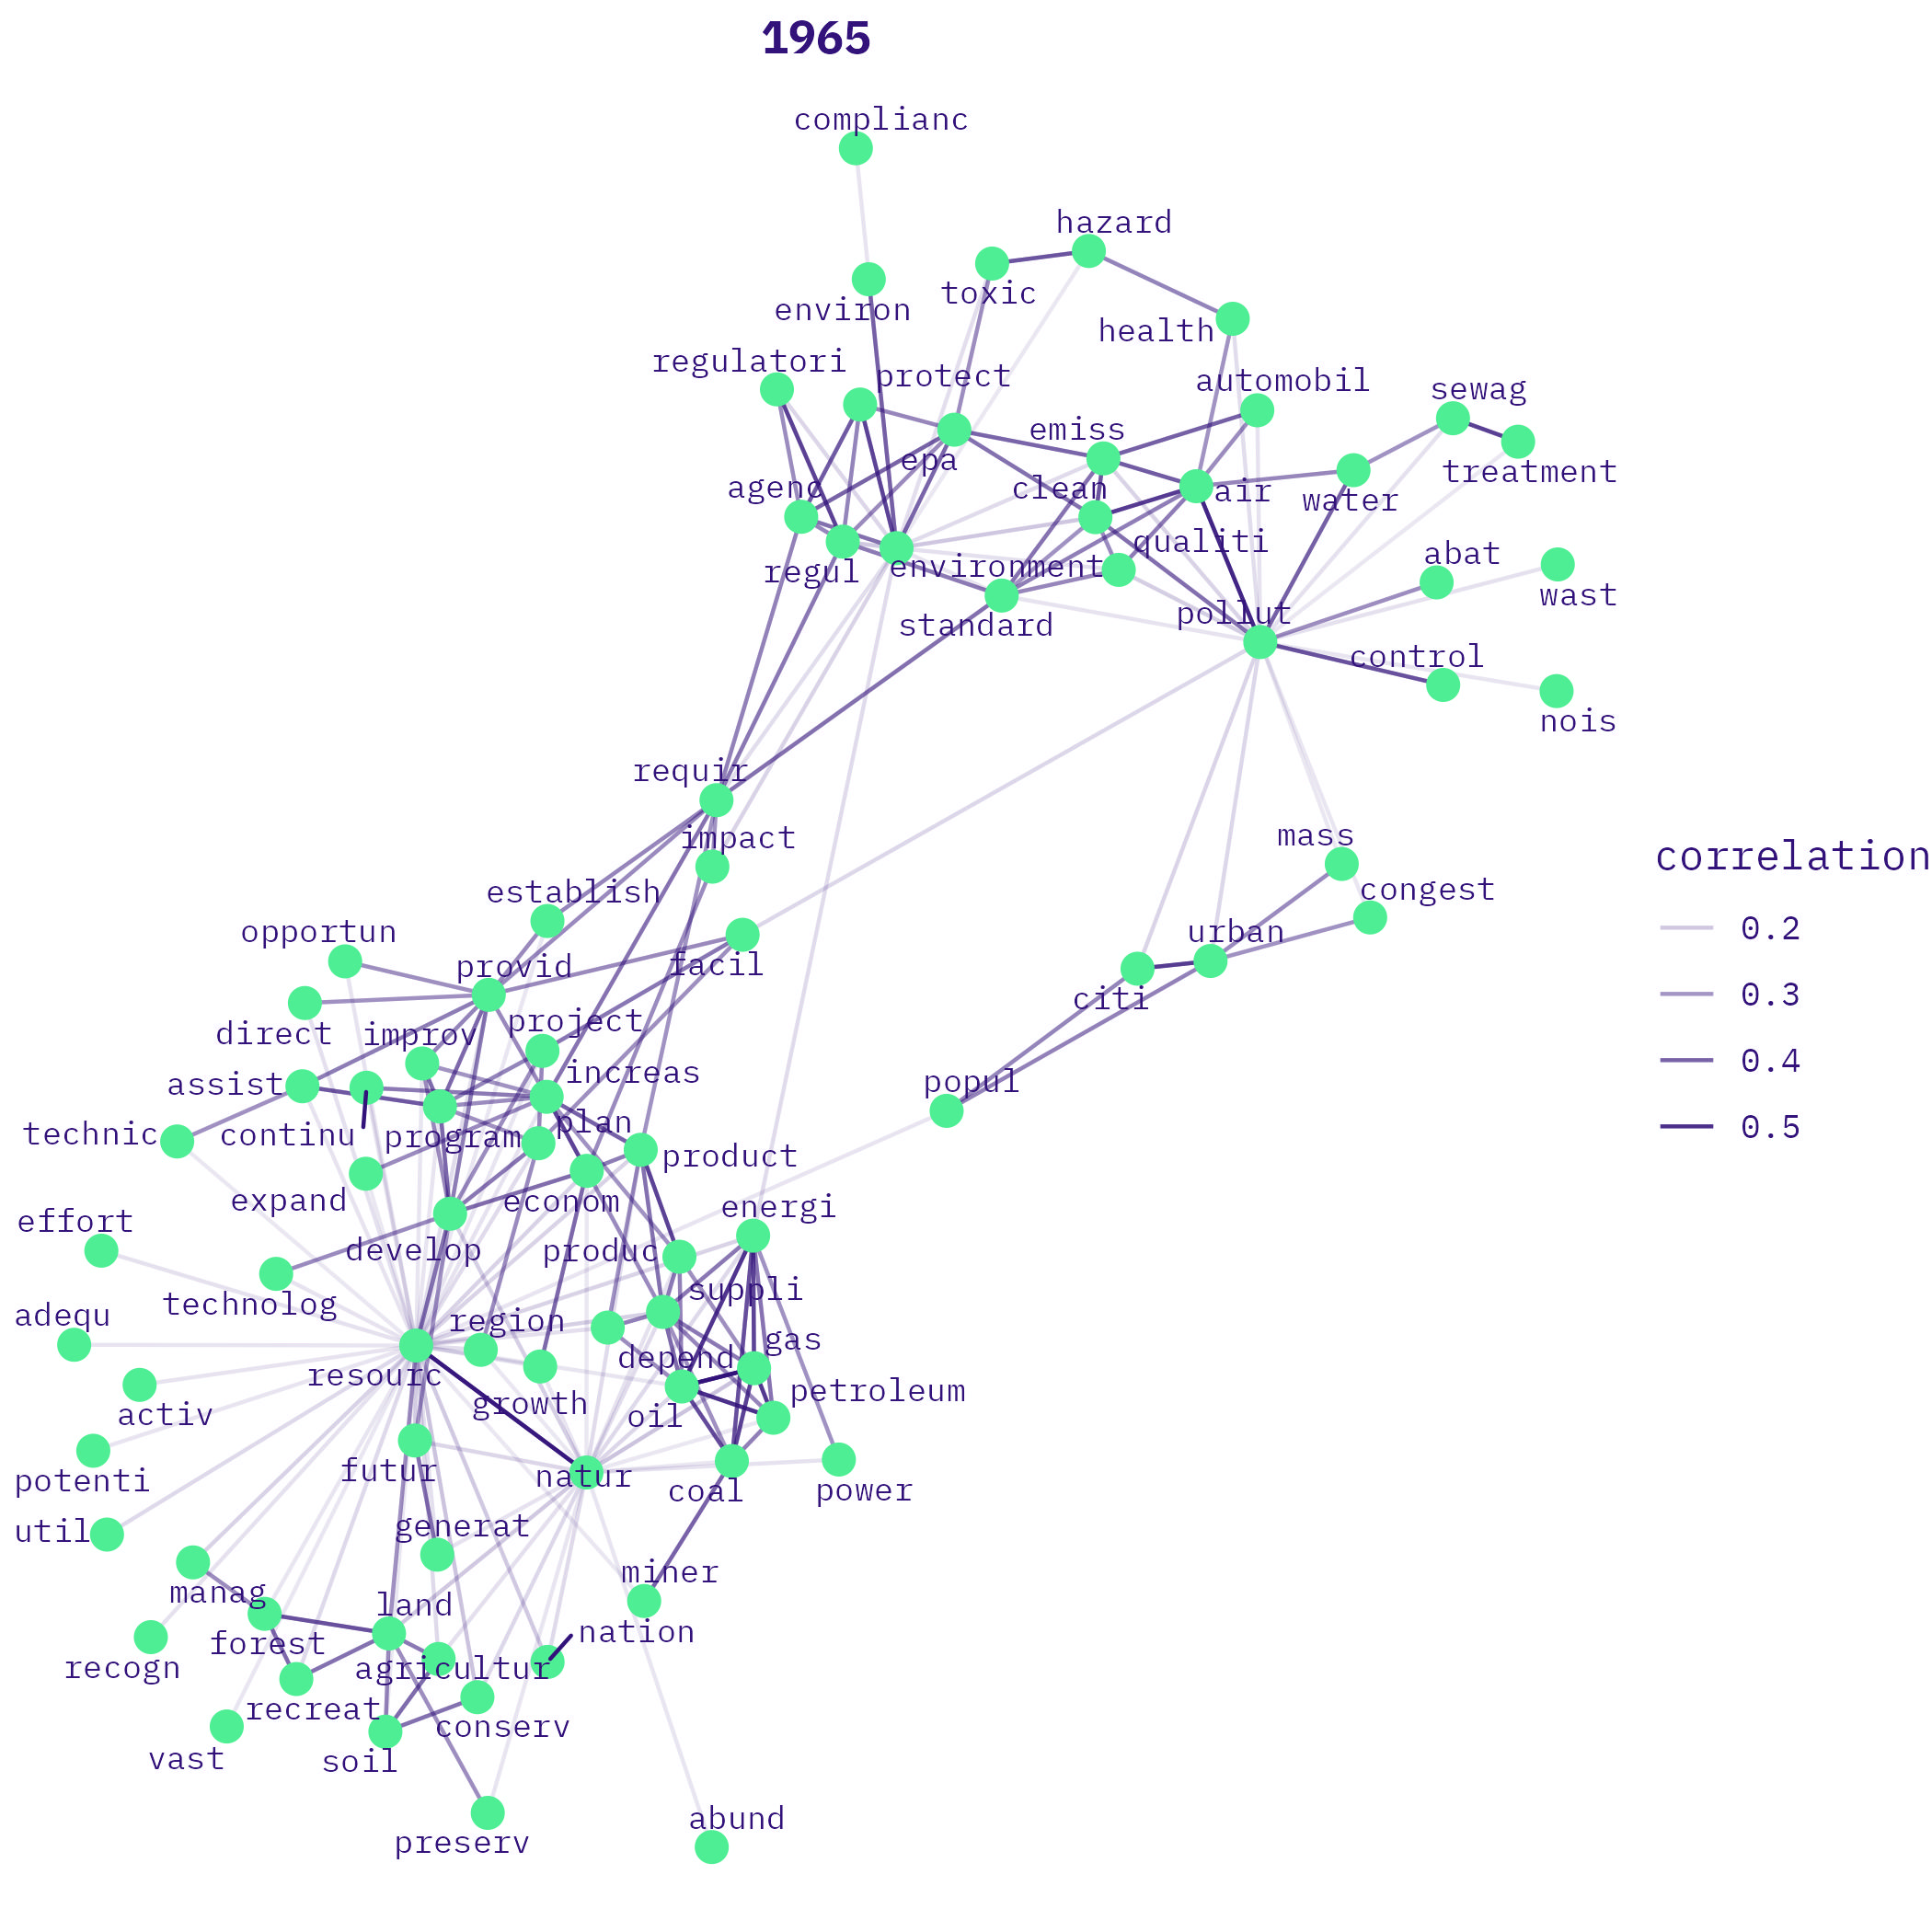 1965
complianc
hazard
toxic
environ
health
regulatori
protect
automobil
sewag
emiss
epa
treatment
agenc
clean
air
water
qualiti
abat
environment
regul
wast
pollut
standard
control
nois
requir
mass
impact
correlation
congest
establish
0.2
opportun
urban
provid
facil
0.3
citi
direct
improv
project
0.4
increas
popul
assist
plan
0.5
technic
continu
program
product
expand
econom
energi
effort
develop
produc
suppli
technolog
adequ
region
gas
depend
resourc
petroleum
growth
oil
activ
futur
natur
potenti
coal
power
generat
util
miner
manag
land
nation
forest
recogn
agricultur
recreat
conserv
vast
soil
abund
preserv